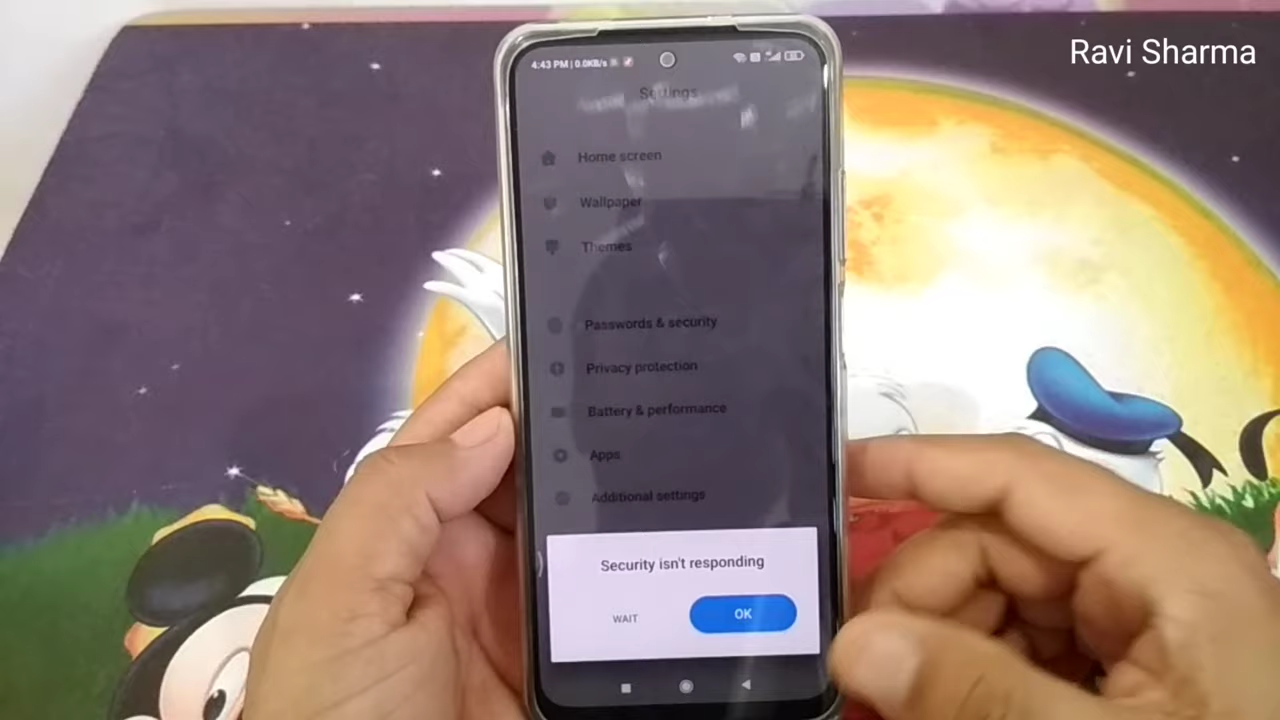 Ravi Sharma
4:43 PM | 0.0KB/s
Settings
Home screen
Wallpaper
Themes
Passwords & security
Privacy protection
Battery & performance
Apps
Additional settings
Security isn't responding
WAIT
OK